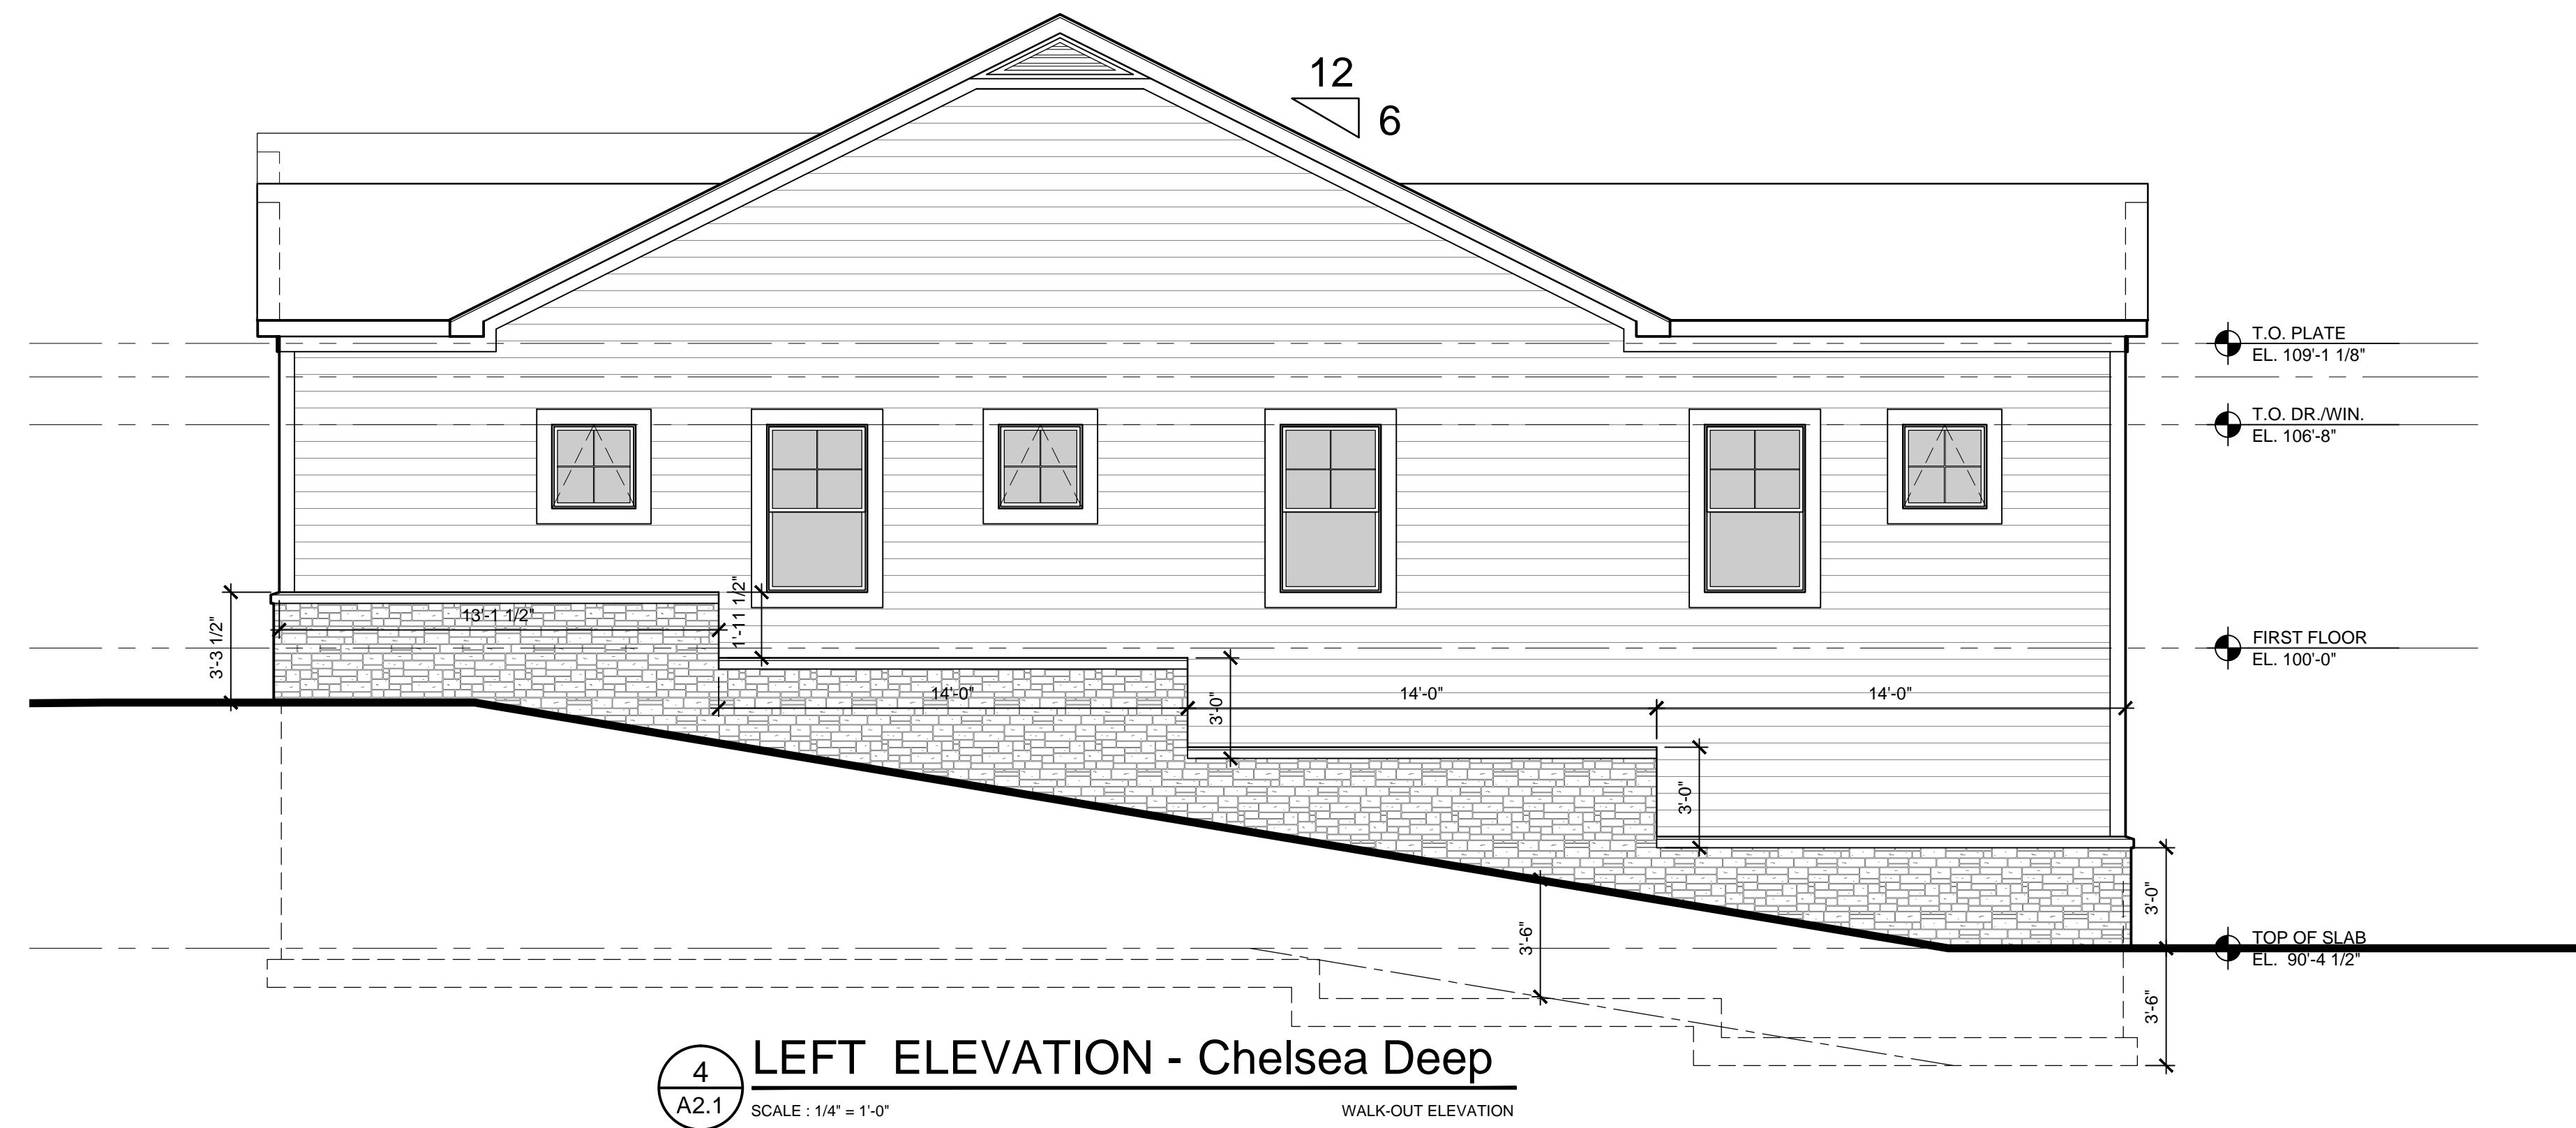 12
6
T.O. PLATE
EL. 109'-1 1/8"
T.O. DR./WIN.
EL. 106'-8"
3'-3 1/2"
13'-1 1/2"
1'-11 1/2"
FIRST FLOOR
EL. 100'-0"
14'-0"
3'-0"
14'-0"
14'-0"
3'-0"
3'-0"
3'-6"
TOP OF SLAB
EL. 90'-4 1/2"
3'-6"
4
A2.1
LEFT ELEVATION - Chelsea Deep
SCALE : 1/4" = 1'-0"
WALK-OUT ELEVATION